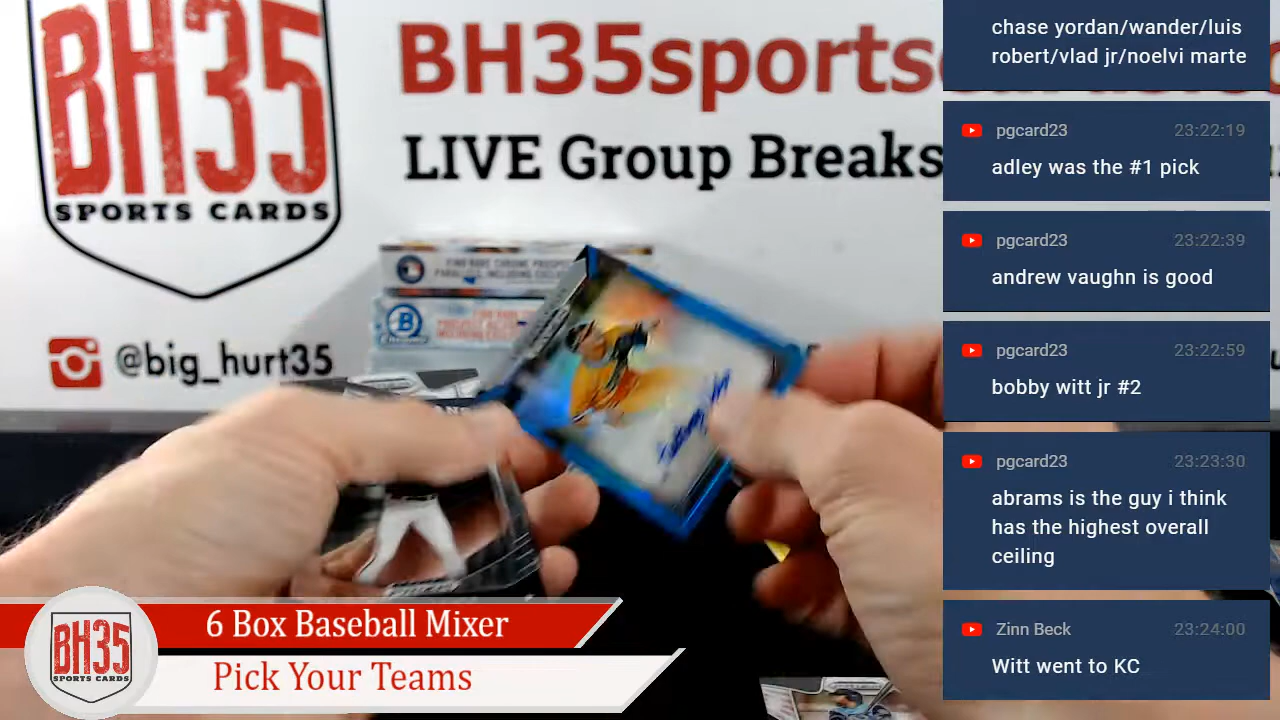 BH35
SPORTS CARDS
@big_hurt35
BH35sports
LIVE Group Breaks
chase yordan/wander/luis
robert/vlad jr/noelvi marte
pgcard23 23:22:19
adley was the #1 pick
pgcard23 23:22:39
andrew vaughn is good
pgcard23 23:22:59
bobby witt jr #2
pgcard23 23:23:30
abrams is the guy i think
has the highest overall
ceiling
Zinn Beck 23:24:00
Witt went to KC
BH35
SPORTS CARDS
6 Box Baseball Mixer
Pick Your Teams